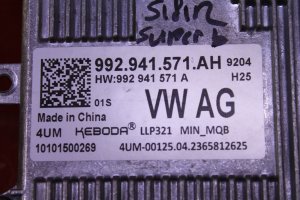 SUPERB
992.941.571.AH 9204
HW:992 941 571 A H25
01S VW AG
Made in China
4UM KEBODA® LLP321 MIN_MQB
10101500269 4UM-00125.04.2365812625